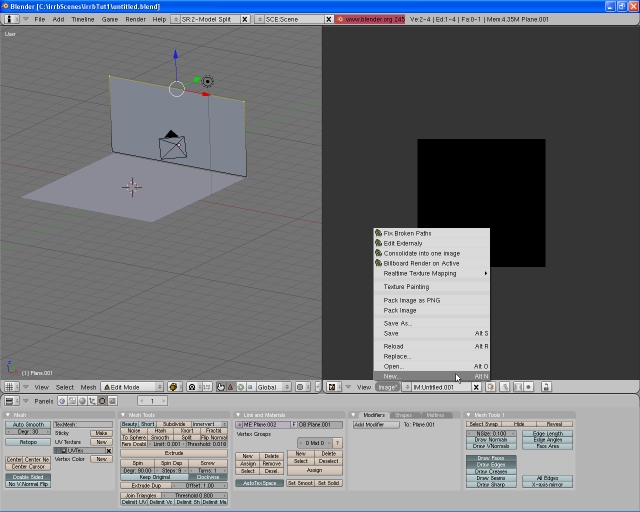 Blender [C:\IrrbScenes\IrrbTut1\untitled.blend]
File Add Timeline Game Render Help SR:2-Model Split SCE:Scene www.blender.org 245 Ve:2-4 | Ed:1-4 | Fa:0-1 | Mem:4.35M Plane.001
User
Fix Broken Paths
Edit Externaly
Consolidate into one image
Billboard Render on Active
Realtime Texture Mapping
Texture Painting
Pack Image as PNG
Pack Image
Save As...
Save Alt S
Reload Alt R
Replace...
Open... Alt O
New... Alt N
(1) Plane.001
View Select Mesh Edit Mode Global
View Image* IM:Untitled.001
Panels 1
Mesh
Auto Smooth
Degr: 30
Retopo
Center Center Ne
Center Cursor
Double Sided
No V.Normal Flip
TexMesh:
Sticky Make
UV Texture New
UVTex
Vertex Color New
Mesh Tools
Beauty Short Subdivide Innervert
Noise Hash Xsort Fractal
To Sphere Smooth Split Flip Normal
Rem Doubl Limit: 0.001 Threshold: 0.010
Extrude
Spin Spin Dup Screw
Degr: 90.00 Steps: 9 Turns: 1
Keep Original Clockwise
Extrude Dup Offset: 1.00
Join Triangles Threshold 0.800
Delimit UV Delimit Vc Delimit Sh Delimit Ma
Link and Materials
ME:Plane.002 OB:Plane.001
Vertex Groups
0 Mat 0 ?
New Delete
Assign Remove
Select Desel.
New Delete
Select Deselect
Assign
AutoTexSpace Set Smoot Set Solid
Modifiers Shapes Multires
Add Modifier To: Plane.001
Mesh Tools 1
Select Swap Hide Reveal
NSize: 0.100
Draw Normals
Draw VNormals
Edge Length
Edge Angles
Face Area
Draw Faces
Draw Edges
Draw Creases
Draw Seams
Draw Sharp
All Edges
X-axis mirror